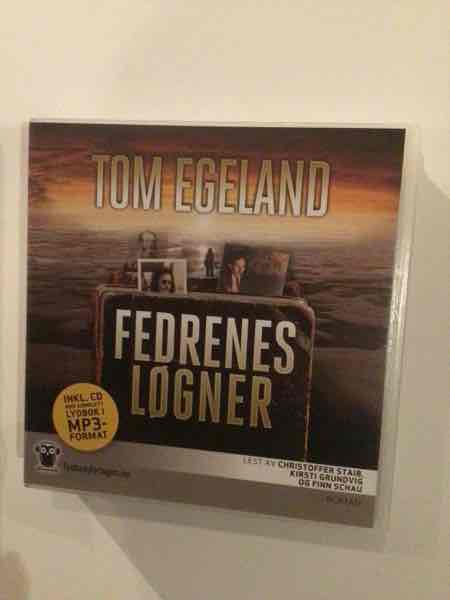 TOM EGELAND
FEDRENES
LØGNER
INKL. CD
MED KOMPLETT
LYDBOK I
MP3-
FORMAT
LEST AV CHRISTOFFER STAIB,
KIRSTI GRUNDVIG
OG FINN SCHAU
ROMAN